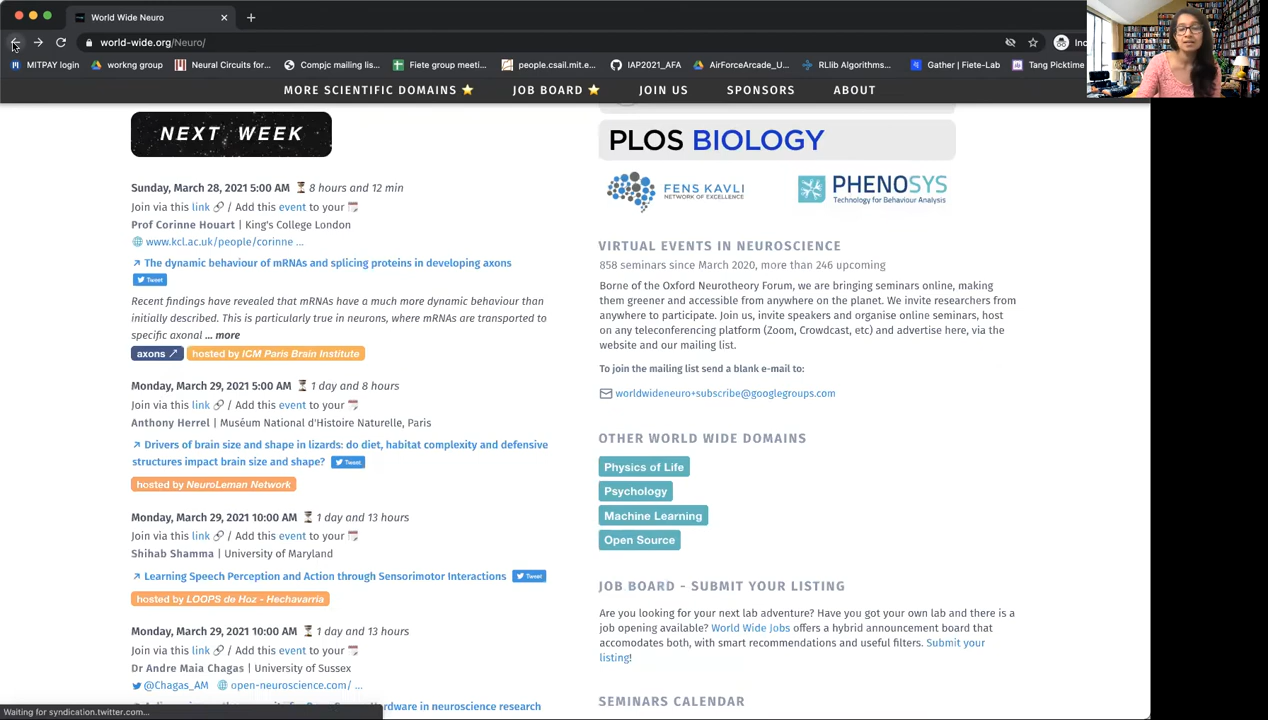 World Wide Neuro
world-wide.org/Neuro/
MITPAY login
workng group
Neural Circuits for...
Compjc mailing lis...
Fiete group meeti...
people.csail.mit.e...
IAP2021_AFA
AirForceArcade_U...
RLlib Algorithms...
Gather | Fiete-Lab
Tang Picktime
MORE SCIENTIFIC DOMAINS ⭐
JOB BOARD ⭐
JOIN US
SPONSORS
ABOUT
NEXT WEEK
Sunday, March 28, 2021 5:00 AM ⏳ 8 hours and 12 min
Join via this link 🔗 / Add this event to your 📅
Prof Corinne Houart | King's College London
🌐 www.kcl.ac.uk/people/corinne ...
↗ The dynamic behaviour of mRNAs and splicing proteins in developing axons
Tweet
Recent findings have revealed that mRNAs have a much more dynamic behaviour than
initially described. This is particularly true in neurons, where mRNAs are transported to
specific axonal ... more
axons ↗ hosted by ICM Paris Brain Institute
Monday, March 29, 2021 5:00 AM ⏳ 1 day and 8 hours
Join via this link 🔗 / Add this event to your 📅
Anthony Herrel | Muséum National d'Histoire Naturelle, Paris
↗ Drivers of brain size and shape in lizards: do diet, habitat complexity and defensive
structures impact brain size and shape? Tweet
hosted by NeuroLeman Network
Monday, March 29, 2021 10:00 AM ⏳ 1 day and 13 hours
Join via this link 🔗 / Add this event to your 📅
Shihab Shamma | University of Maryland
↗ Learning Speech Perception and Action through Sensorimotor Interactions Tweet
hosted by LOOPS de Hoz - Hechavarria
Monday, March 29, 2021 10:00 AM ⏳ 1 day and 13 hours
Join via this link 🔗 / Add this event to your 📅
Dr Andre Maia Chagas | University of Sussex
@Chagas_AM 🌐 open-neuroscience.com/ ...
hardware in neuroscience research
Waiting for syndication.twitter.com...
PLOS BIOLOGY
FENS KAVLI
NETWORK OF EXCELLENCE
PHENOSYS
Technology for Behaviour Analysis
VIRTUAL EVENTS IN NEUROSCIENCE
858 seminars since March 2020, more than 246 upcoming
Borne of the Oxford Neurotheory Forum, we are bringing seminars online, making
them greener and accessible from anywhere on the planet. We invite researchers from
anywhere to participate. Join us, invite speakers and organise online seminars, host
on any teleconferencing platform (Zoom, Crowdcast, etc) and advertise here, via the
website and our mailing list.
To join the mailing list send a blank e-mail to:
worldwideneuro+subscribe@googlegroups.com
OTHER WORLD WIDE DOMAINS
Physics of Life
Psychology
Machine Learning
Open Source
JOB BOARD - SUBMIT YOUR LISTING
Are you looking for your next lab adventure? Have you got your own lab and there is a
job opening available? World Wide Jobs offers a hybrid announcement board that
accomodates both, with smart recommendations and useful filters. Submit your
listing!
SEMINARS CALENDAR